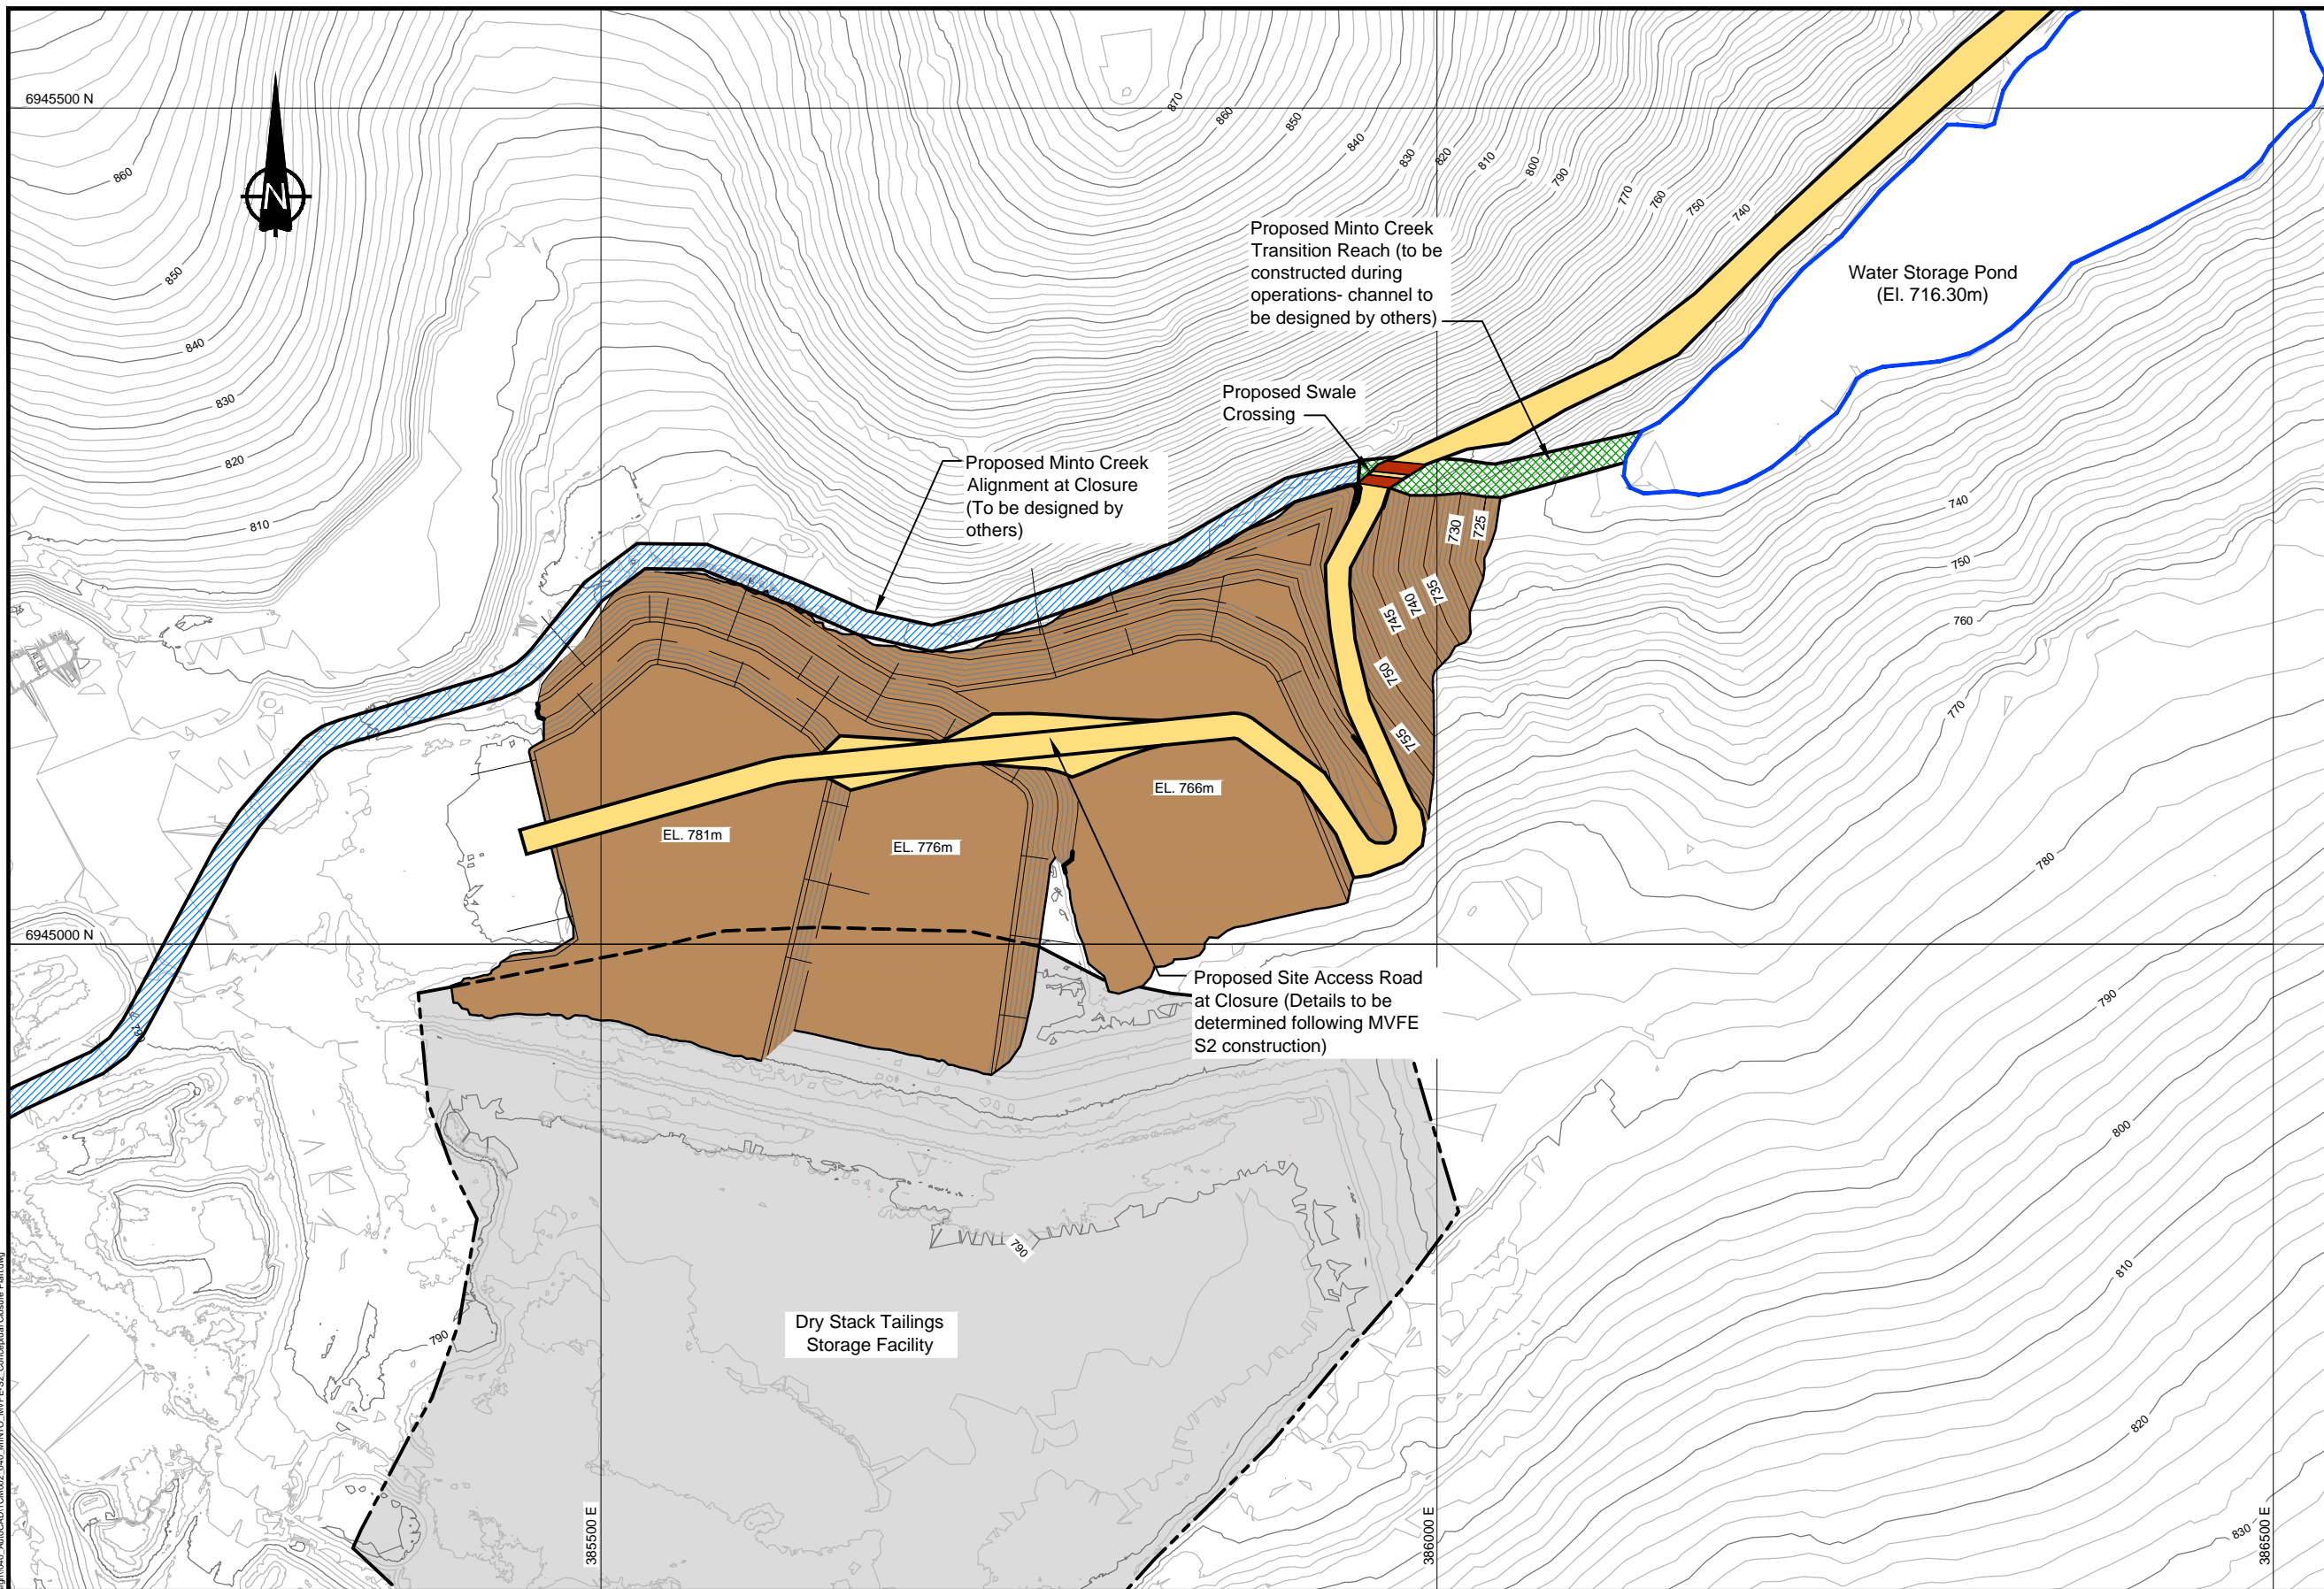 6945500 N
N
870
860
850
840
830
820
810
800
790
770
760
750
740
860
850
840
830
820
810
Proposed Minto Creek
Transition Reach (to be
constructed during
operations- channel to
be designed by others)
Water Storage Pond
(El. 716.30m)
Proposed Swale
Crossing
Proposed Minto Creek
Alignment at Closure
(To be designed by
others)
730
725
735
740
745
750
755
740
750
760
770
780
790
800
810
820
830
EL. 766m
EL. 781m
EL. 776m
6945000 N
Proposed Site Access Road
at Closure (Details to be
determined following MVFE
S2 construction)
790
790
Dry Stack Tailings
Storage Facility
385500 E
386000 E
386500 E